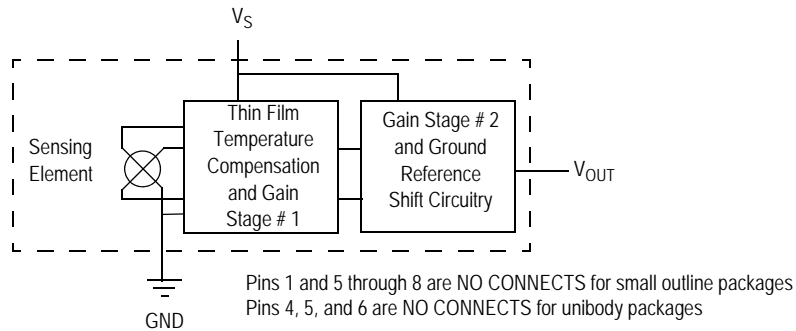 V_S
Sensing
Element
Thin Film
Temperature
Compensation
and Gain
Stage # 1
Gain Stage # 2
and Ground
Reference
Shift Circuitry
V_OUT
GND
Pins 1 and 5 through 8 are NO CONNECTS for small outline packages
Pins 4, 5, and 6 are NO CONNECTS for unibody packages